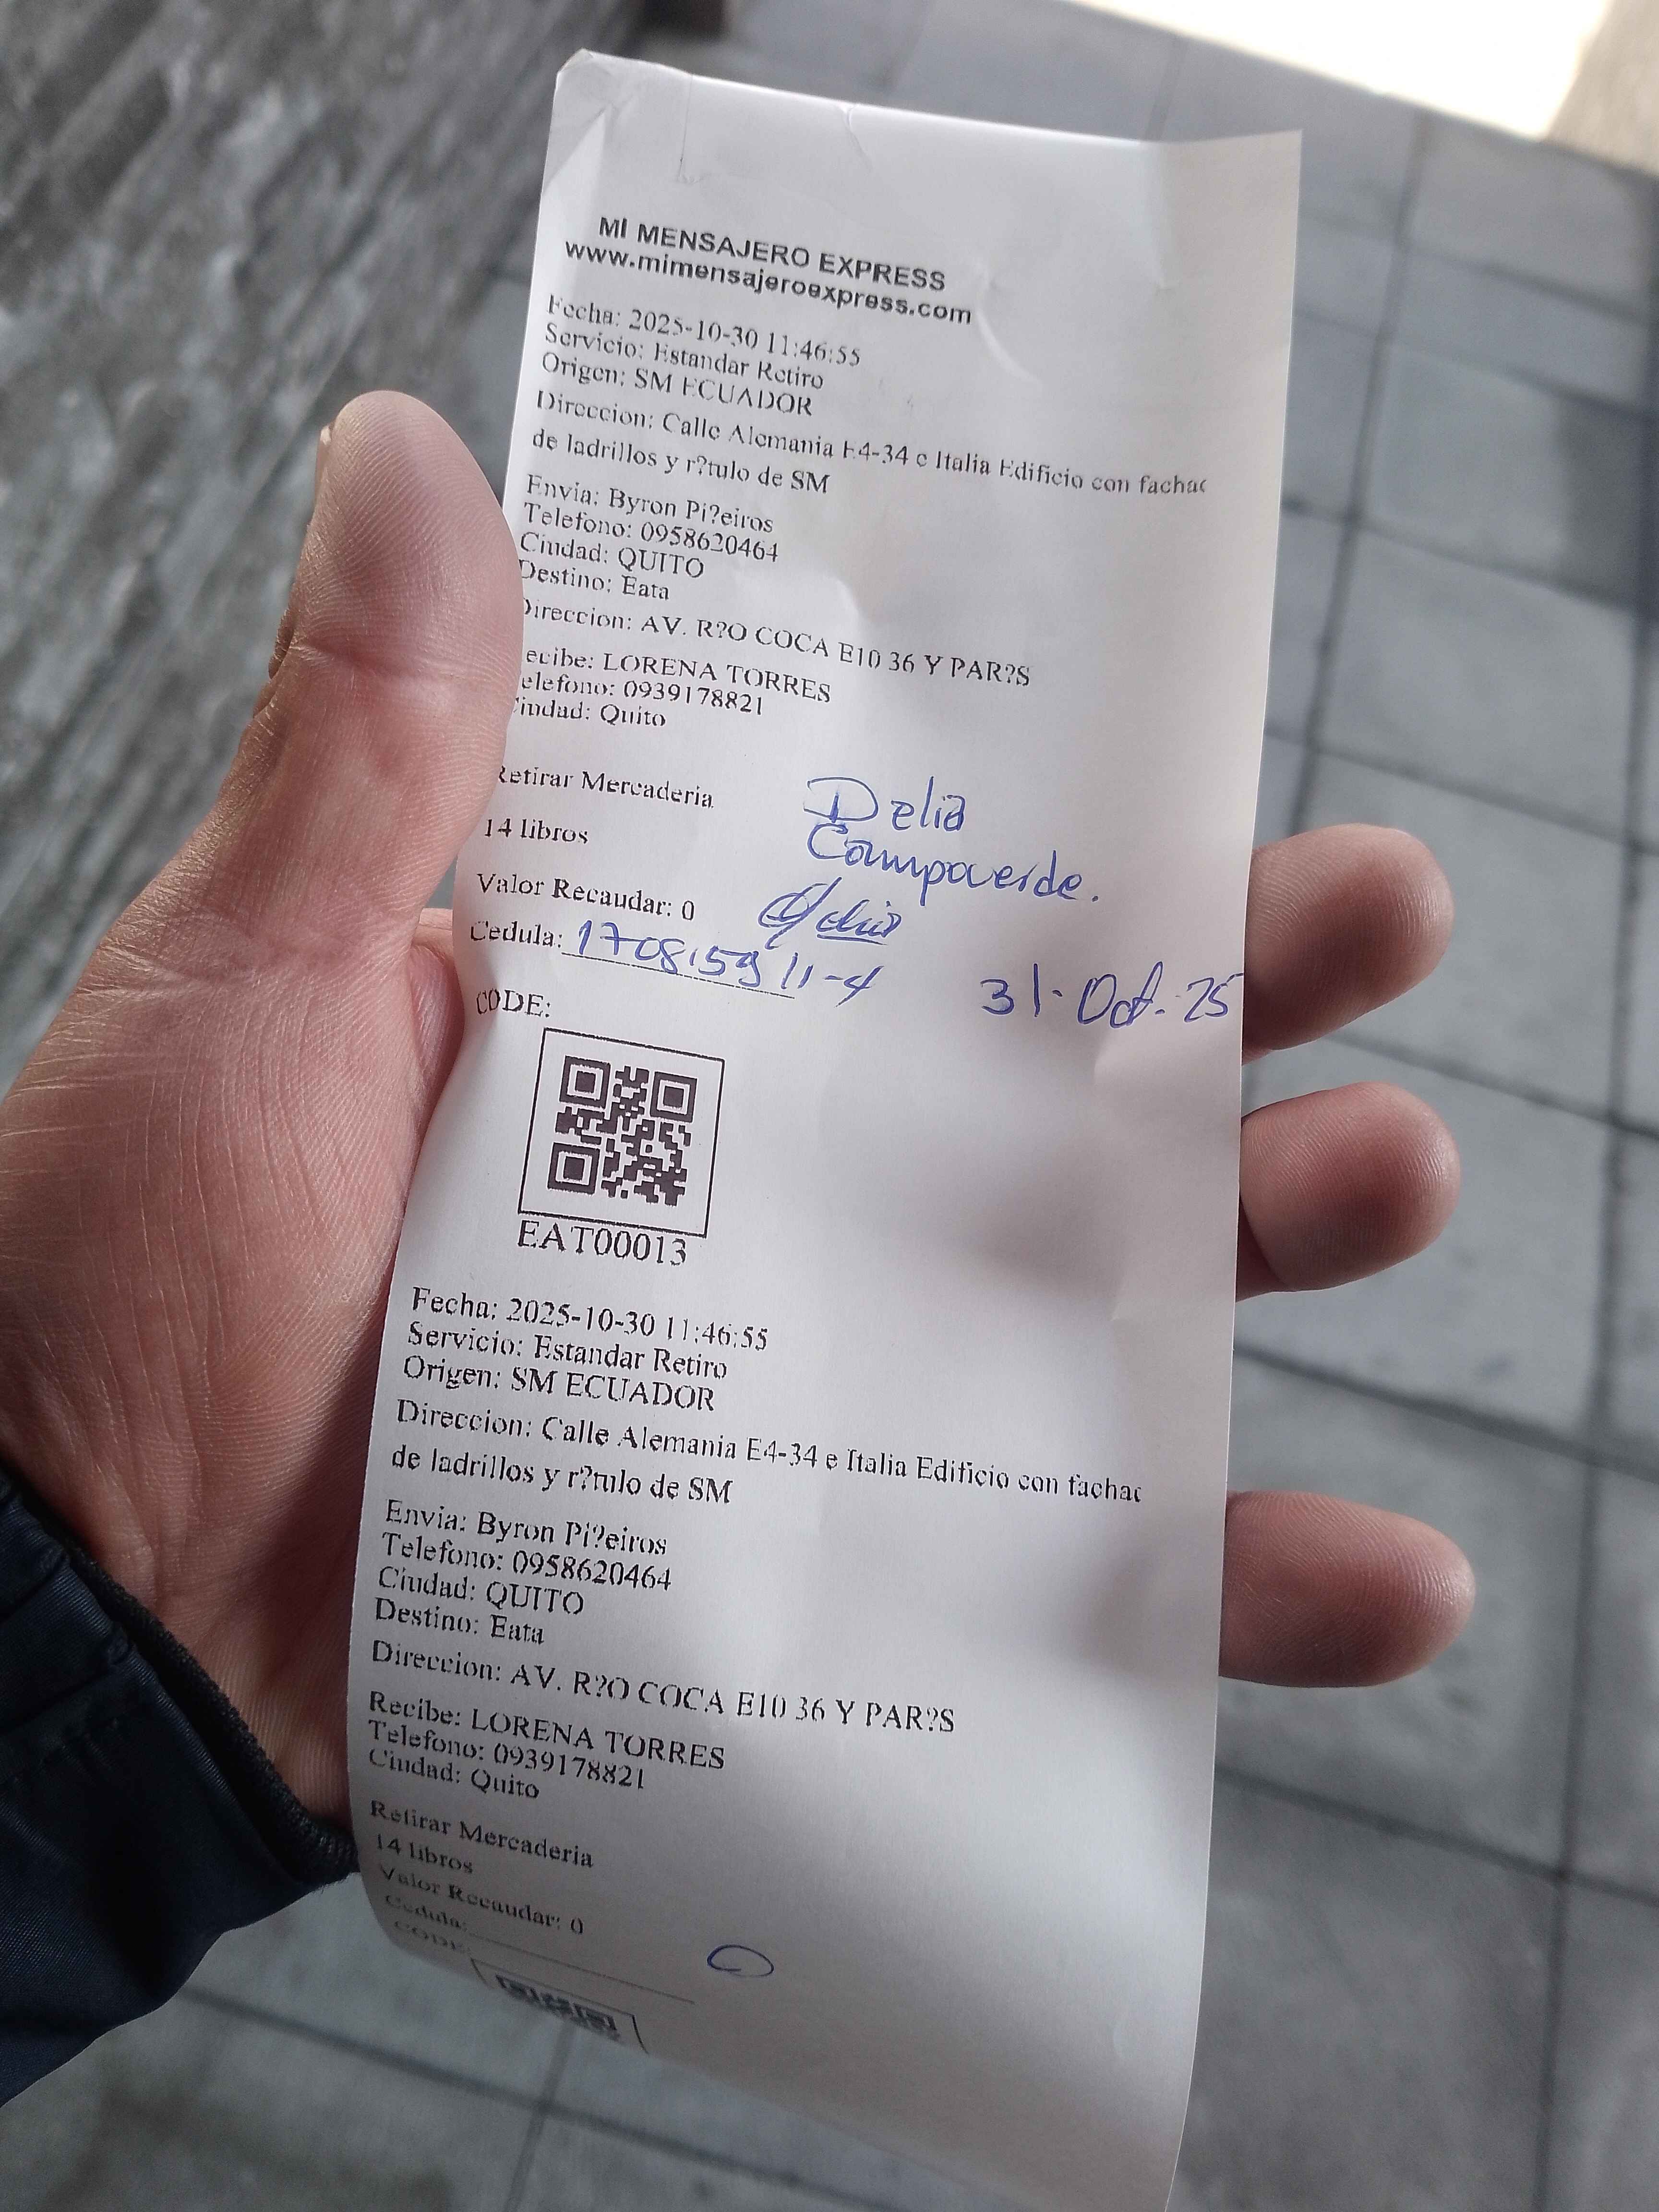 MI MENSAJERO EXPRESS
www.mimensajeroexpress.com
Fecha: 2025-10-30 11:46:55
Servicio: Estandar Retiro
Origen: SM ECUADOR
Direccion: Calle Alemania E4-34 e Italia Edificio con fachac
de ladrillos y r?tulo de SM
Envia: Byron Pi?eiros
Telefono: 0958620464
Ciudad: QUITO
Destino: Eata
Direccion: AV. R?O COCA E10 36 Y PAR?S
ecibe: LORENA TORRES
elefono: 0939178821
iudad: Quito
Retirar Mercaderia
Delia
14 libros
Campoverde.
Valor Recaudar: 0
Delia
Cedula: 170815911-4
31-Oct-25
CODE:
EAT00013
Fecha: 2025-10-30 11:46:55
Servicio: Estandar Retiro
Origen: SM ECUADOR
Direccion: Calle Alemania E4-34 e Italia Edificio con fachac
de ladrillos y r?tulo de SM
Envia: Byron Pi?eiros
Telefono: 0958620464
Ciudad: QUITO
Destino: Eata
Direccion: AV. R?O COCA E10 36 Y PAR?S
Recibe: LORENA TORRES
Telefono: 0939178821
Ciudad: Quito
Retirar Mercaderia
14 libros
Valor Recaudar: 0
Cedula:
CODE: